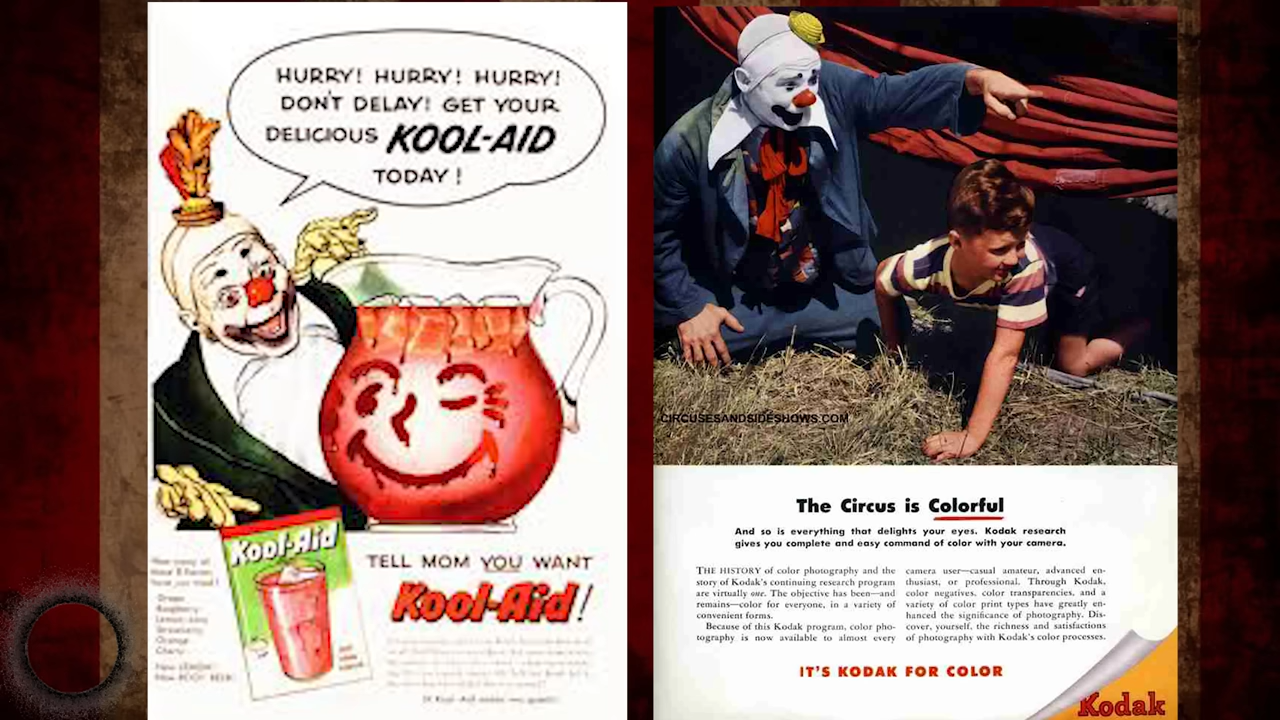 HURRY! HURRY! HURRY!
DON'T DELAY! GET YOUR
DELICIOUS KOOL-AID
TODAY!
Kool-Aid
TELL MOM YOU WANT
Kool-Aid!
Grape
Raspberry
Lemon-Lime
Strawberry
Orange
Cherry
CIRCUSESANDSIDESHOWS.COM
The Circus is Colorful
And so is everything that delights your eyes. Kodak research
gives you complete and easy command of color with your camera.
THE HISTORY of color photography and the
story of Kodak's continuing research program
are virtually one. The objective has been—and
remains—color for everyone, in a variety of
convenient forms.
Because of this Kodak program, color pho-
tography is now available to almost every
camera user—casual amateur, advanced en-
thusiast, or professional. Through Kodak,
color negatives, color transparencies, and a
variety of color print types have greatly en-
hanced the significance of photography. Dis-
cover, yourself, the richness and satisfactions
of photography with Kodak's color processes.
IT'S KODAK FOR COLOR
Kodak